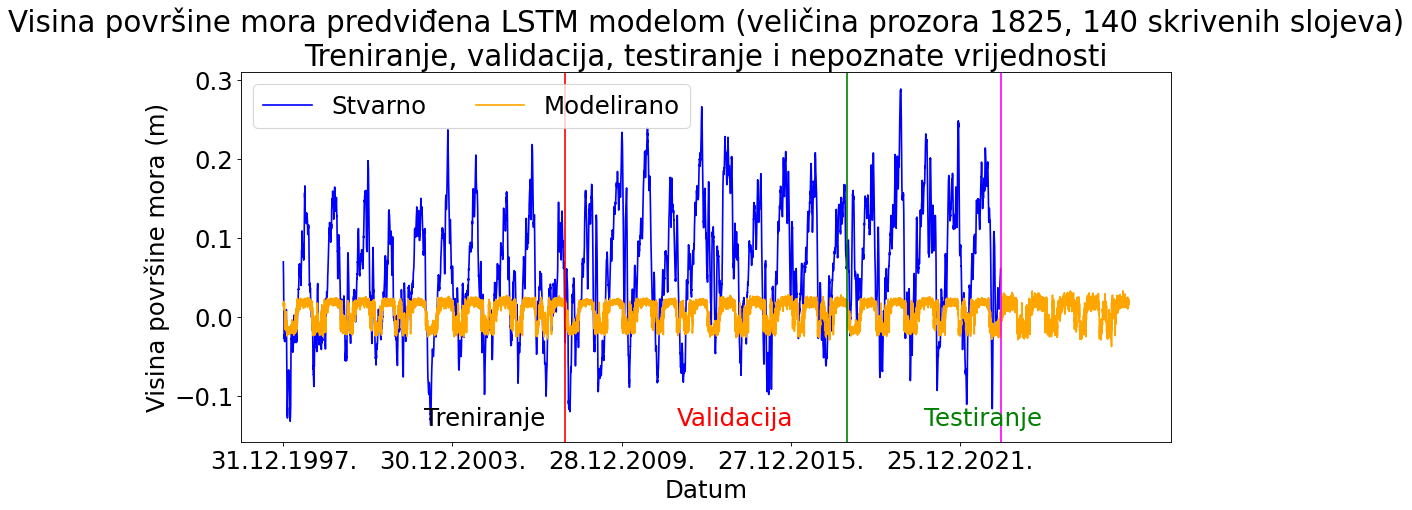 Visina površine mora predviđena LSTM modelom (veličina prozora 1825, 140 skrivenih slojeva)
Treniranje, validacija, testiranje i nepoznate vrijednosti
Stvarno
Modelirano
Visina površine mora (m)
0.3
0.2
0.1
0.0
−0.1
Treniranje
Validacija
Testiranje
31.12.1997.
30.12.2003.
28.12.2009.
27.12.2015.
25.12.2021.
Datum